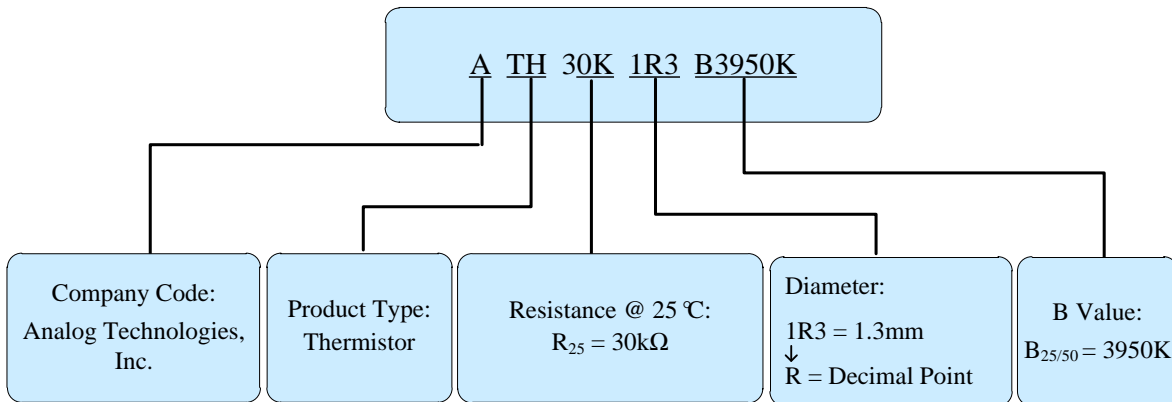 A TH 30K 1R3 B3950K
Company Code:
Analog Technologies,
Inc.
Product Type:
Thermistor
Resistance @ 25 ℃:
R₂₅ = 30kΩ
Diameter:
1R3 = 1.3mm
↓
R = Decimal Point
B Value:
B₂₅/₅₀ = 3950K